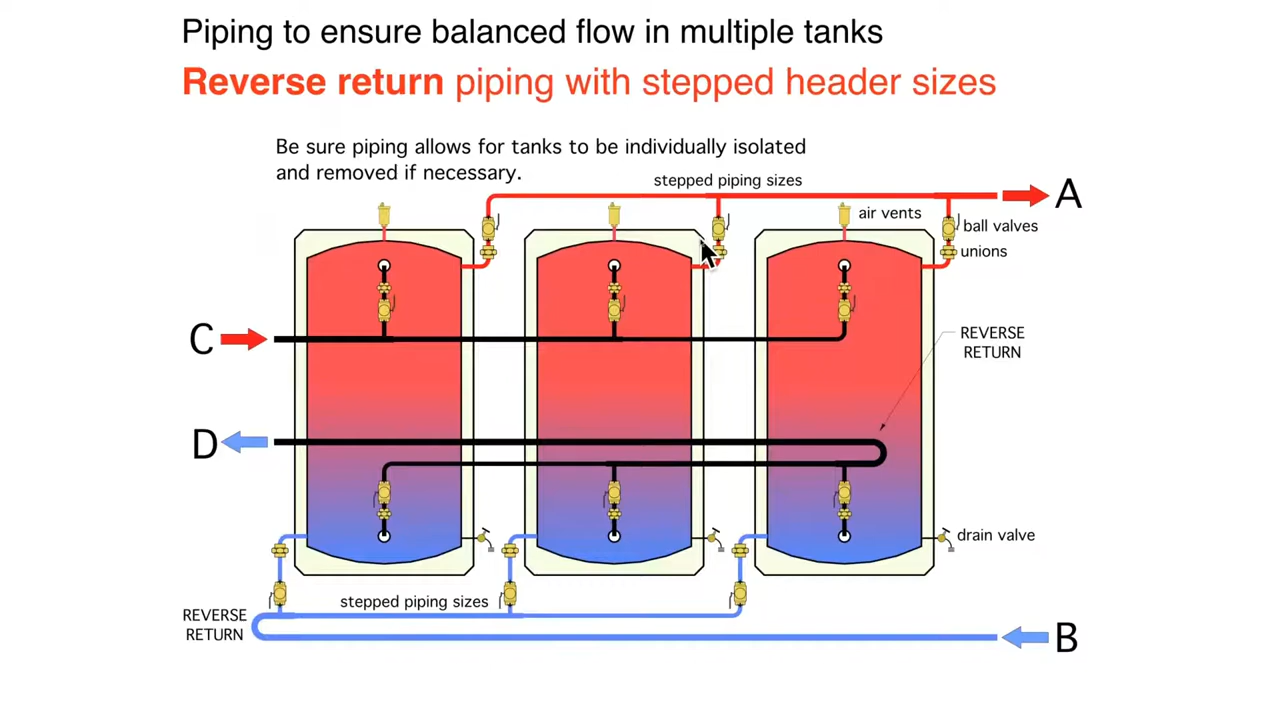 Piping to ensure balanced flow in multiple tanks
Reverse return piping with stepped header sizes
Be sure piping allows for tanks to be individually isolated
and removed if necessary.
stepped piping sizes
A
air vents
ball valves
unions
C
REVERSE
RETURN
D
drain valve
stepped piping sizes
REVERSE
RETURN
B